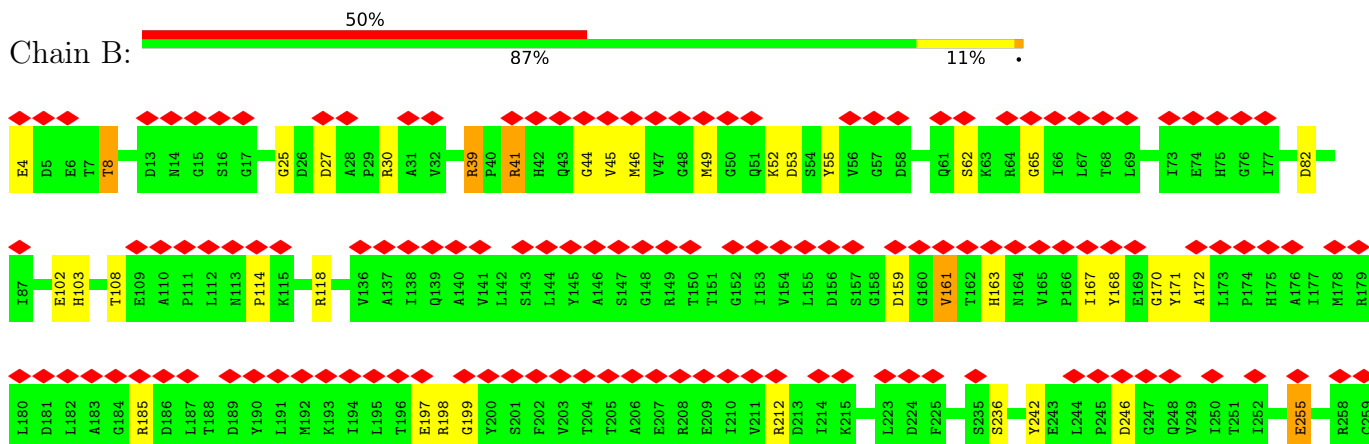 50%
Chain B:
87% 11% •
E4 D5 E6 T7 T8 D13 N14 G15 S16 G17 G25 D26 D27 A28 P29 R30 A31 V32 R39 P40 R41 H42 Q43 G44 V45 M46 V47 G48 M49 G50 Q51 K52 D53 S54 Y55 V56 G57 D58 Q61 S62 K63 R64 G65 I66 L67 T68 L69 I73 E74 H75 G76 I77 D82
I87 E102 H103 T108 E109 A110 P111 L112 N113 P114 K115 R118 V136 A137 I138 Q139 A140 V141 L142 S143 L144 Y145 A146 S147 G148 R149 T150 T151 G152 I153 V154 L155 D156 S157 G158 D159 G160 V161 T162 H163 N164 V165 P166 I167 Y168 E169 G170 Y171 A172 L173 P174 H175 A176 I177 M178 R179
L180 D181 L182 A183 G184 R185 D186 L187 T188 D189 Y190 L191 M192 K193 I194 L195 T196 E197 R198 G199 Y200 S201 F202 V203 T204 T205 A206 E207 R208 E209 I210 V211 R212 D213 I214 K215 L223 D224 F225 S235 S236 Y242 E243 L244 P245 D246 G247 Q248 V249 I250 T251 I252 E255 R258 G259